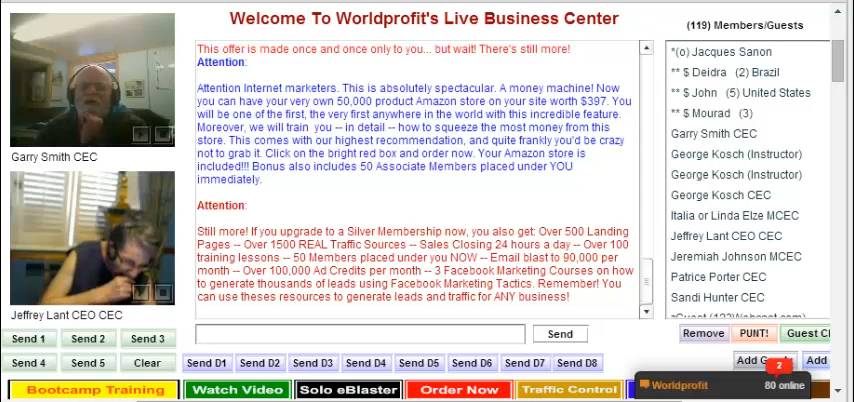 Welcome To Worldprofit's Live Business Center
(119) Members/Guests
This offer is made once and once only to you... but wait! There's still more!
Attention:
Attention Internet marketers. This is absolutely spectacular. A money machine! Now
you can have your very own 50,000 product Amazon store on your site worth $397. You
will be one of the first, the very first anywhere in the world with this incredible feature.
Moreover, we will train you -- in detail -- how to squeeze the most money from this
store. This comes with our highest recommendation, and quite frankly you'd be crazy
not to grab it. Click on the bright red box and order now. Your Amazon store is
included!!! Bonus also includes 50 Associate Members placed under YOU
immediately.
Attention:
Still more! If you upgrade to a Silver Membership now, you also get: Over 500 Landing
Pages -- Over 1500 REAL Traffic Sources -- Sales Closing 24 hours a day -- Over 100
training lessons -- 50 Members placed under you NOW -- Email blast to 90,000 per
month -- Over 100,000 Ad Credits per month -- 3 Facebook Marketing Courses on how
to generate thousands of leads using Facebook Marketing Tactics. Remember! You
can use theses resources to generate leads and traffic for ANY business!
*(o) Jacques Sanon
** $ Deidra (2) Brazil
** $ John (5) United States
** $ Mourad (3)
Garry Smith CEC
George Kosch (Instructor)
George Kosch (Instructor)
George Kosch CEC
Italia or Linda Elze MCEC
Jeffrey Lant CEO CEC
Jeremiah Johnson MCEC
Patrice Porter CEC
Sandi Hunter CEC
Garry Smith CEC
Jeffrey Lant CEO CEC
Send
Remove PUNT! Guest
Send 1 Send 2 Send 3
Send 4 Send 5 Clear
Send D1 Send D2 Send D3 Send D4 Send D5 Send D6 Send D7 Send D8
Add Add
Bootcamp Training Watch Video Solo eBlaster Order Now Traffic Control
2
Worldprofit 80 online